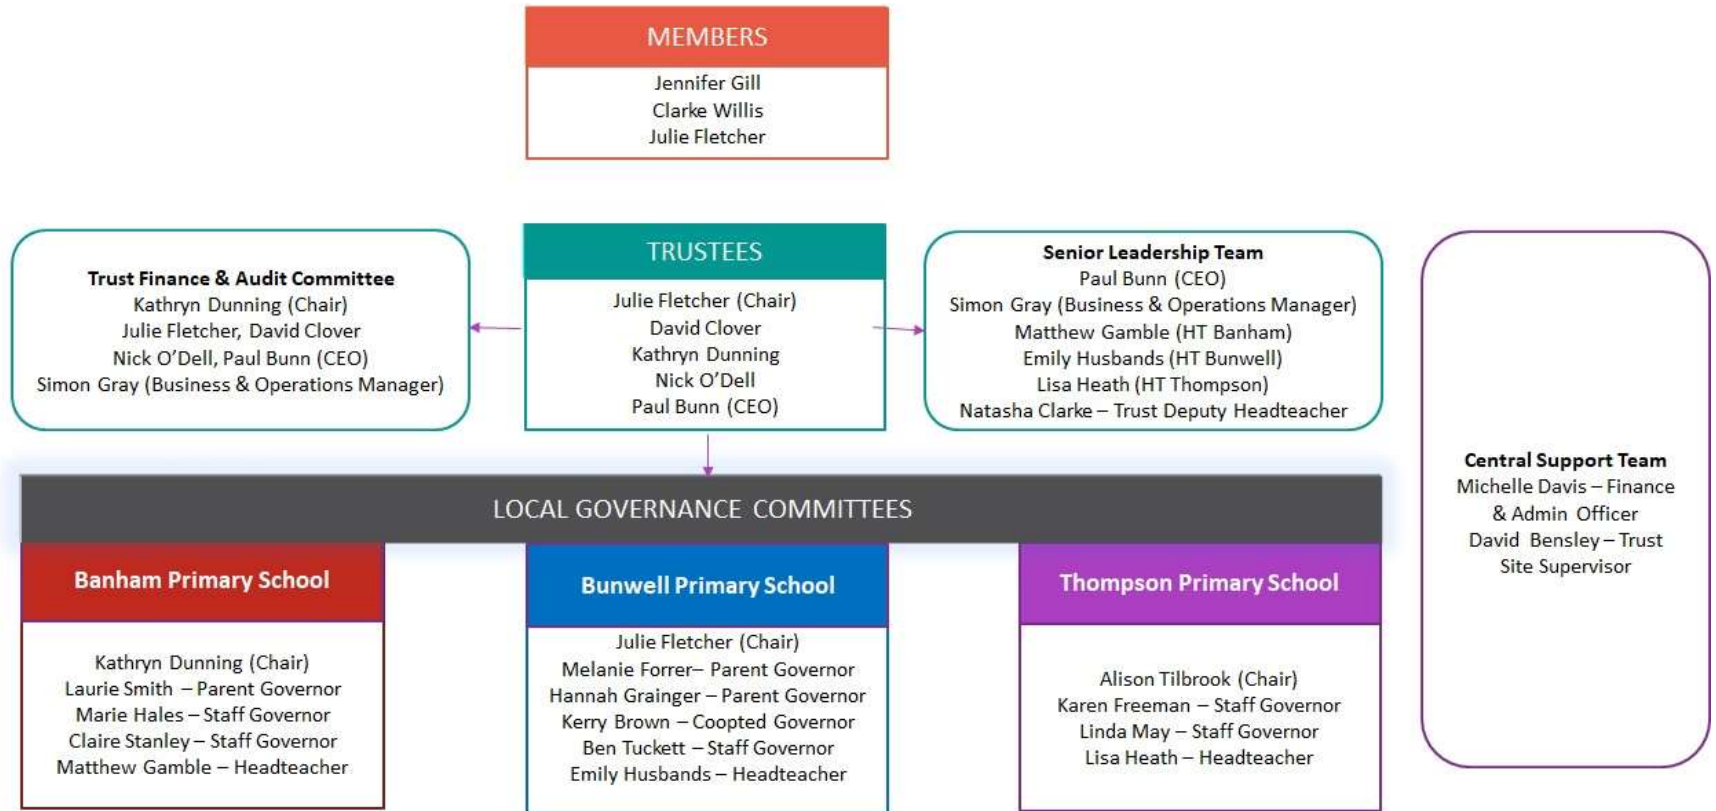 MEMBERS
Jennifer Gill
Clarke Willis
Julie Fletcher
Trust Finance & Audit Committee
Kathryn Dunning (Chair)
Julie Fletcher, David Clover
Nick O’Dell, Paul Bunn (CEO)
Simon Gray (Business & Operations Manager)
TRUSTEES
Julie Fletcher (Chair)
David Clover
Kathryn Dunning
Nick O’Dell
Paul Bunn (CEO)
Senior Leadership Team
Paul Bunn (CEO)
Simon Gray (Business & Operations Manager)
Matthew Gamble (HT Banham)
Emily Husbands (HT Bunwell)
Lisa Heath (HT Thompson)
Natasha Clarke – Trust Deputy Headteacher
Central Support Team
Michelle Davis – Finance
& Admin Officer
David Bensley – Trust
Site Supervisor
LOCAL GOVERNANCE COMMITTEES
Banham Primary School
Kathryn Dunning (Chair)
Laurie Smith – Parent Governor
Marie Hales – Staff Governor
Claire Stanley – Staff Governor
Matthew Gamble – Headteacher
Bunwell Primary School
Julie Fletcher (Chair)
Melanie Forrer– Parent Governor
Hannah Grainger – Parent Governor
Kerry Brown – Coopted Governor
Ben Tuckett – Staff Governor
Emily Husbands – Headteacher
Thompson Primary School
Alison Tilbrook (Chair)
Karen Freeman – Staff Governor
Linda May – Staff Governor
Lisa Heath – Headteacher